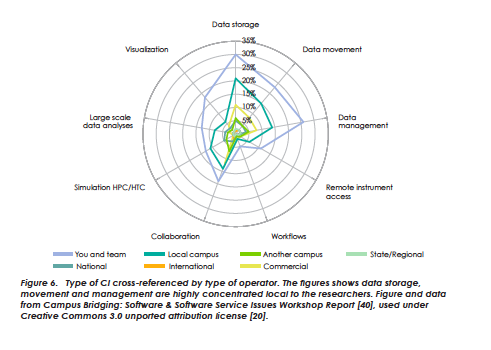 Data storage
35%
30%
25%
20%
15%
10%
5%
Visualization
Data movement
Large scale
data analyses
Data
management
Simulation HPC/HTC
Remote instrument
access
Collaboration
Workflows
You and team
Local campus
Another campus
State/Regional
National
International
Commercial
Figure 6. Type of CI cross-referenced by type of operator. The figures shows data storage,
movement and management are highly concentrated local to the researchers. Figure and data
from Campus Bridging: Software & Software Service Issues Workshop Report [40], used under
Creative Commons 3.0 unported attribution license [20].